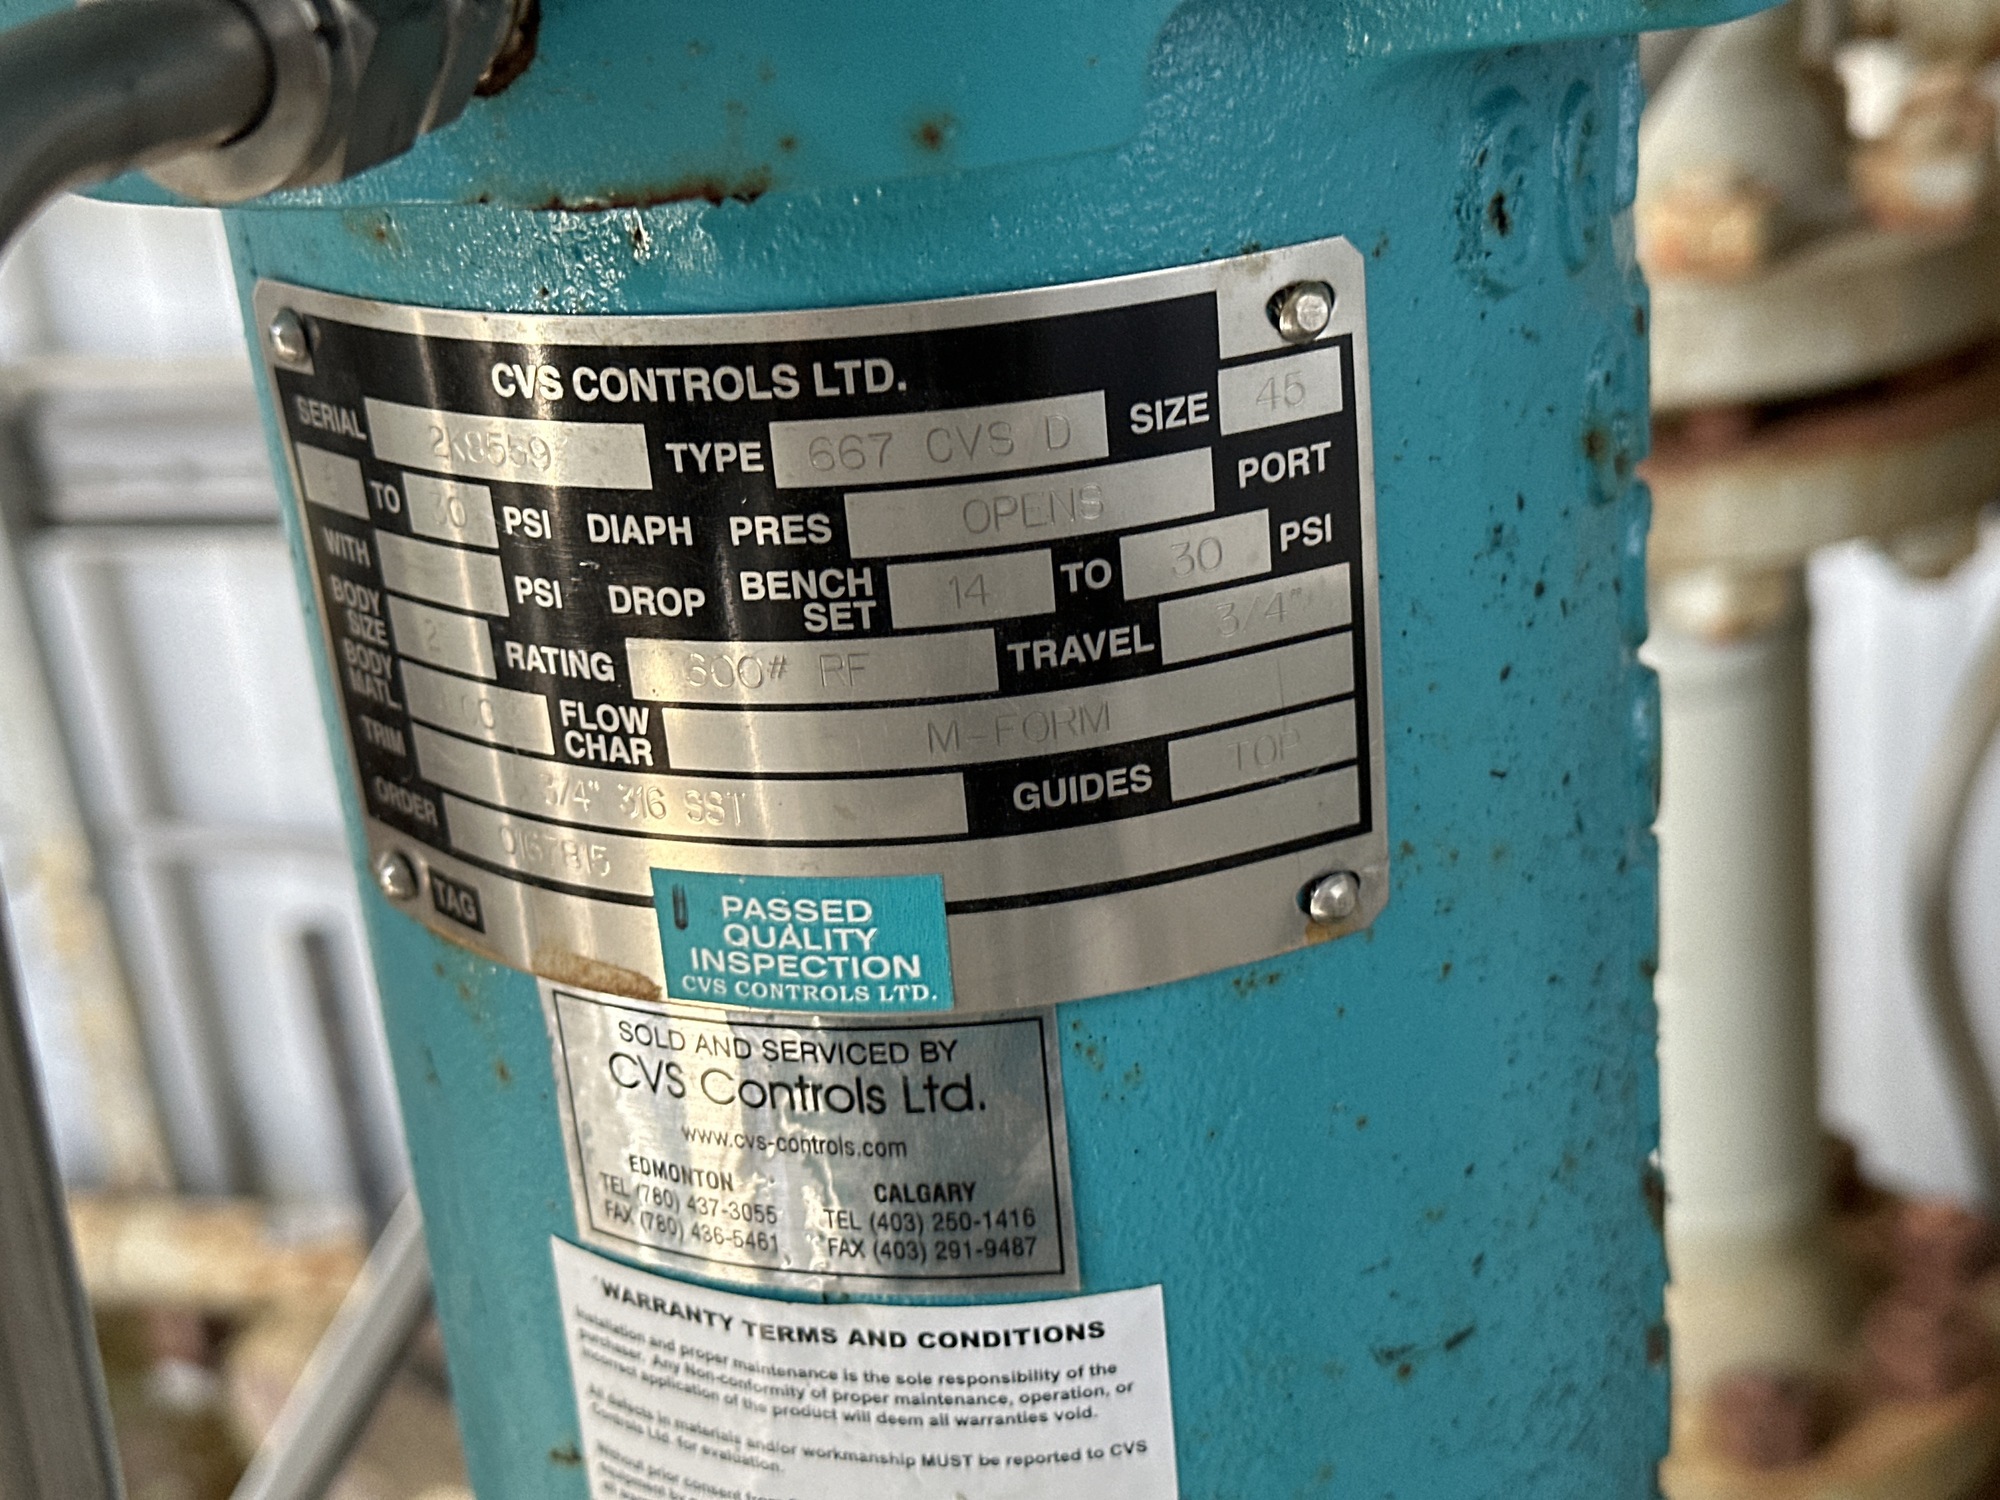 CVS CONTROLS LTD.
SERIAL 2K8559 TYPE 667 CVS D SIZE 45
TO 30 PSI DIAPH PRES OPENS PORT
WITH PSI DROP BENCH SET 14 TO 30 PSI
BODY SIZE 2" RATING 600# RF TRAVEL 3/4"
BODY MATL FLOW CHAR M-FORM
TRIM 3/4" 316 SST GUIDES TOP
ORDER 0167815
TAG
PASSED
QUALITY
INSPECTION
CVS CONTROLS LTD.
SOLD AND SERVICED BY
CVS Controls Ltd.
www.cvs-controls.com
EDMONTON
TEL (780) 437-3055
FAX (780) 436-5461
CALGARY
TEL (403) 250-1416
FAX (403) 291-9487
WARRANTY TERMS AND CONDITIONS
Installation and proper maintenance is the sole responsibility of the
purchaser. Any Non-conformity of proper maintenance, operation, or
incorrect application of the product will deem all warranties void.
All defects in materials and/or workmanship MUST be reported to CVS
Controls Ltd. for evaluation.
Without prior consent